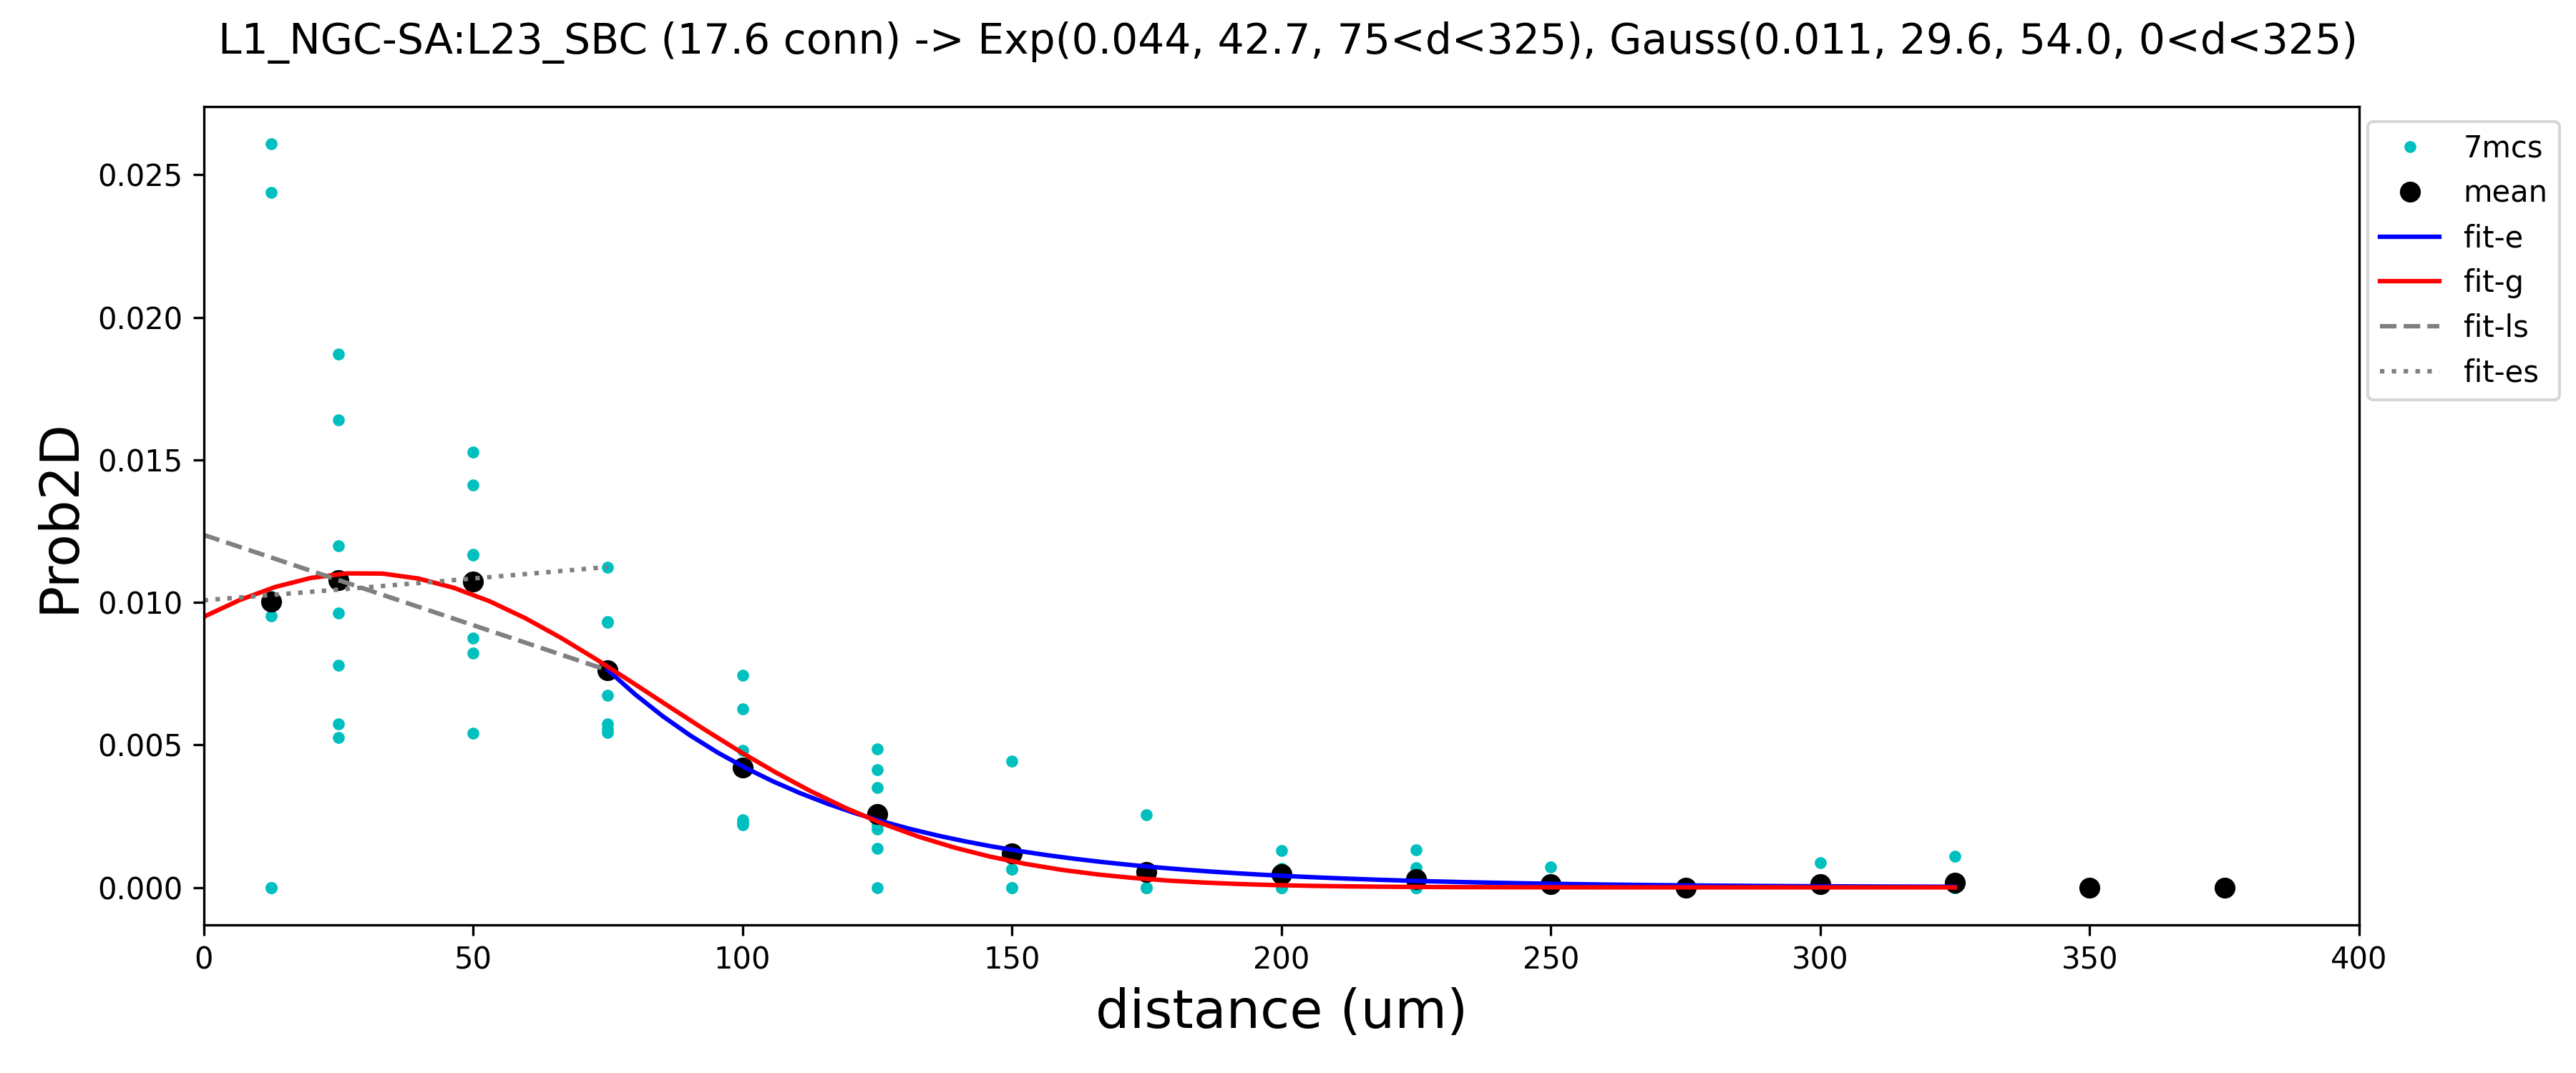 L1_NGC-SA:L23_SBC (17.6 conn) -> Exp(0.044, 42.7, 75<d<325), Gauss(0.011, 29.6, 54.0, 0<d<325)
7mcs
mean
fit-e
fit-g
fit-ls
fit-es
Prob2D
0.025
0.020
0.015
0.010
0.005
0.000
0 50 100 150 200 250 300 350 400
distance (um)